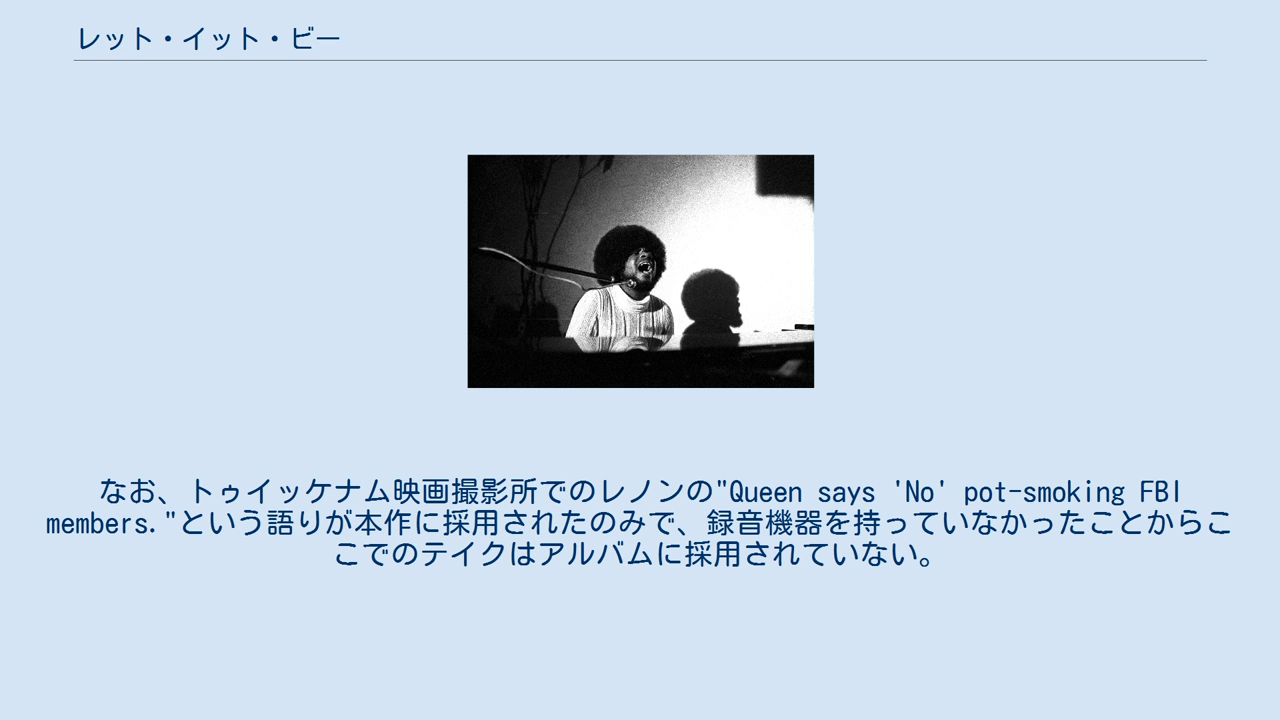 レット・イット・ビー
なお、トゥイッケナム映画撮影所でのレノンの"Queen says 'No' pot-smoking FBI
members."という語りが本作に採用されたのみで、録音機器を持っていなかったことからこ
こでのテイクはアルバムに採用されていない。